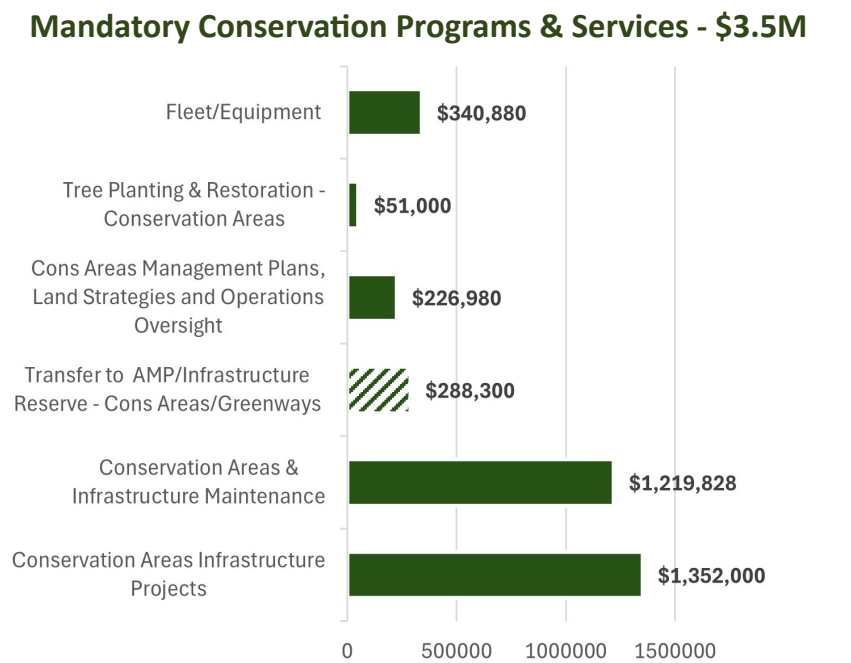 Mandatory Conservation Programs & Services - $3.5M
Fleet/Equipment
$340,880
Tree Planting & Restoration -
Conservation Areas
$51,000
Cons Areas Management Plans,
Land Strategies and Operations
Oversight
$226,980
Transfer to AMP/Infrastructure
Reserve - Cons Areas/Greenways
$288,300
Conservation Areas &
Infrastructure Maintenance
$1,219,828
Conservation Areas Infrastructure
Projects
$1,352,000
0 500000 1000000 1500000